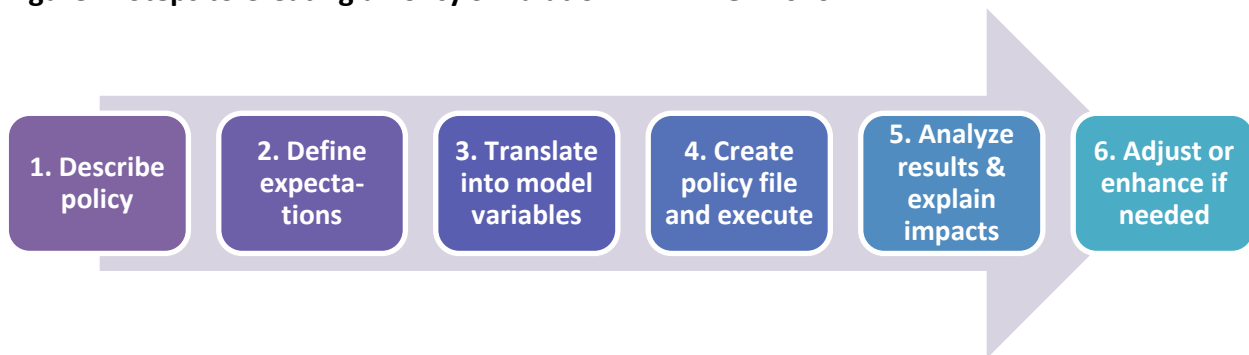 1. Describe
policy
2. Define
expecta-
tions
3. Translate
into model
variables
4. Create
policy file
and execute
5. Analyze
results &
explain
impacts
6. Adjust or
enhance if
needed